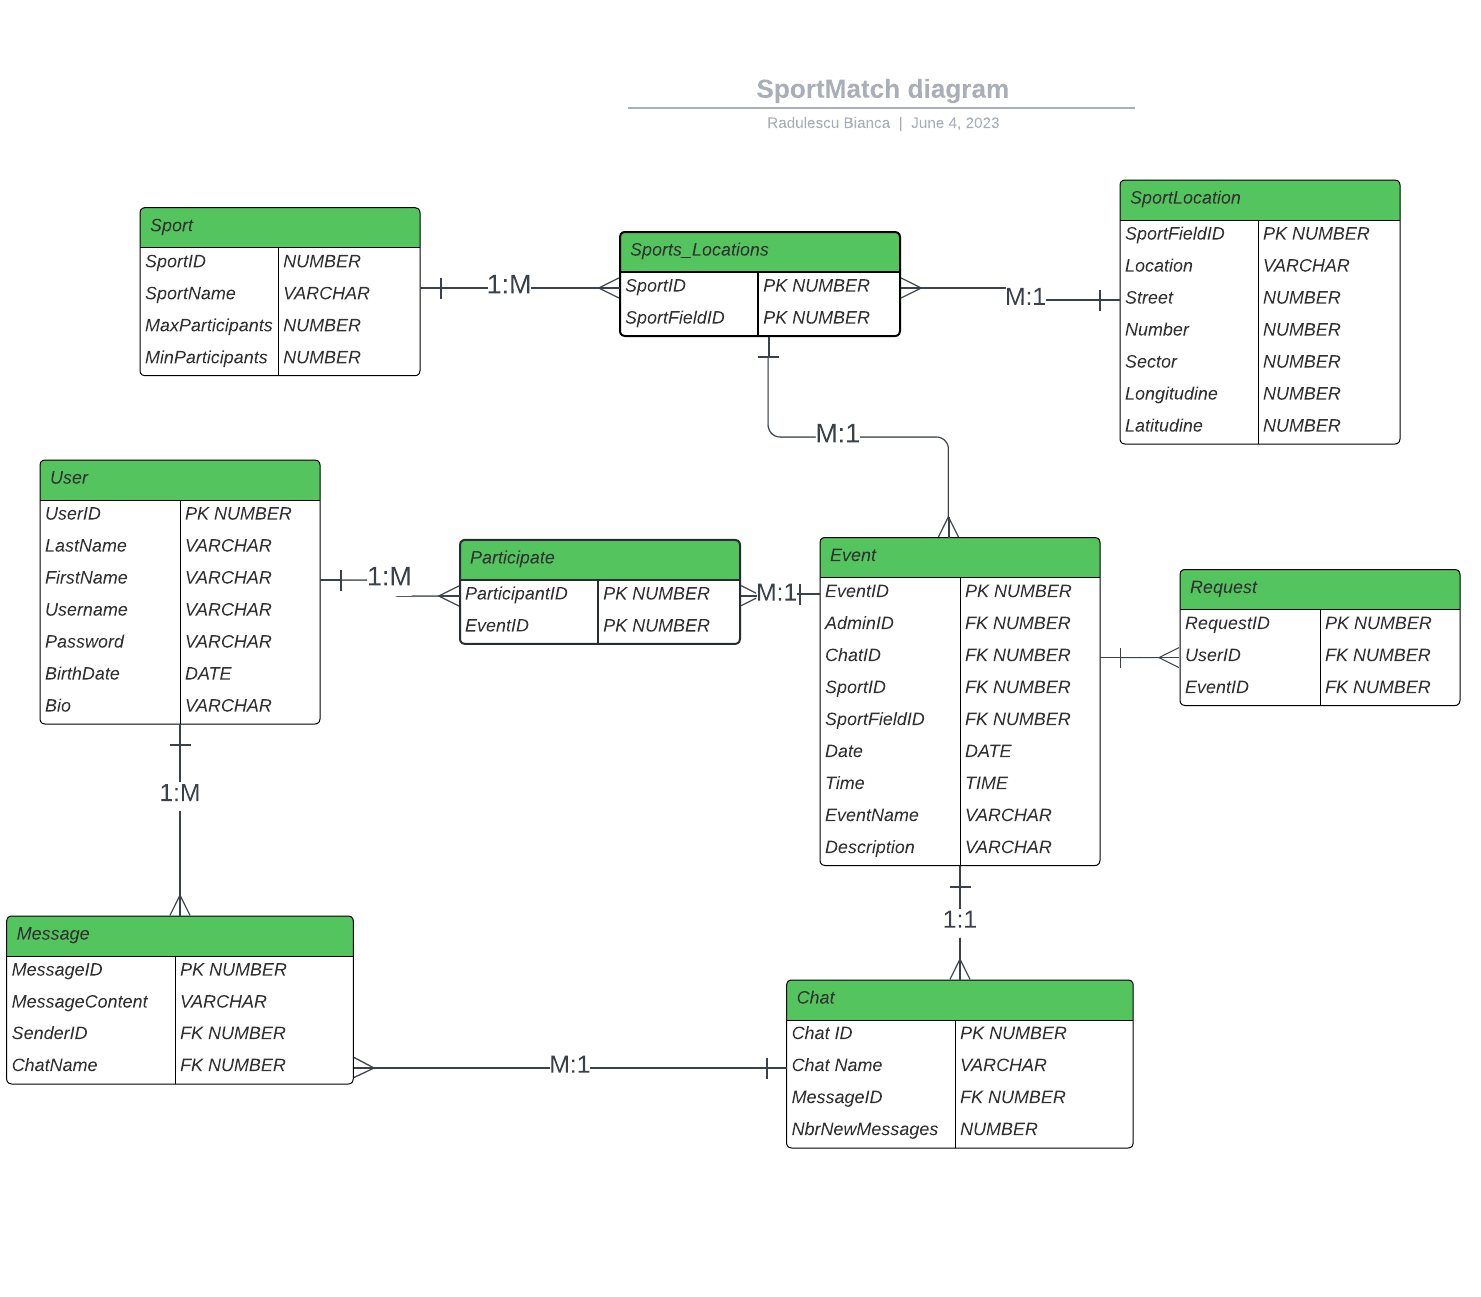 SportMatch diagram
Radulescu Bianca | June 4, 2023
Sport
SportID NUMBER
SportName VARCHAR
MaxParticipants NUMBER
MinParticipants NUMBER
1:M
Sports_Locations
SportID PK NUMBER
SportFieldID PK NUMBER
M:1
SportLocation
SportFieldID PK NUMBER
Location VARCHAR
Street NUMBER
Number NUMBER
Sector NUMBER
Longitudine NUMBER
Latitudine NUMBER
M:1
User
UserID PK NUMBER
LastName VARCHAR
FirstName VARCHAR
Username VARCHAR
Password VARCHAR
BirthDate DATE
Bio VARCHAR
1:M
Participate
ParticipantID PK NUMBER
EventID PK NUMBER
M:1
Event
EventID PK NUMBER
AdminID FK NUMBER
ChatID FK NUMBER
SportID FK NUMBER
SportFieldID FK NUMBER
Date DATE
Time TIME
EventName VARCHAR
Description VARCHAR
Request
RequestID PK NUMBER
UserID FK NUMBER
EventID FK NUMBER
1:M
1:1
Message
MessageID PK NUMBER
MessageContent VARCHAR
SenderID FK NUMBER
ChatName FK NUMBER
M:1
Chat
Chat ID PK NUMBER
Chat Name VARCHAR
MessageID FK NUMBER
NbrNewMessages NUMBER